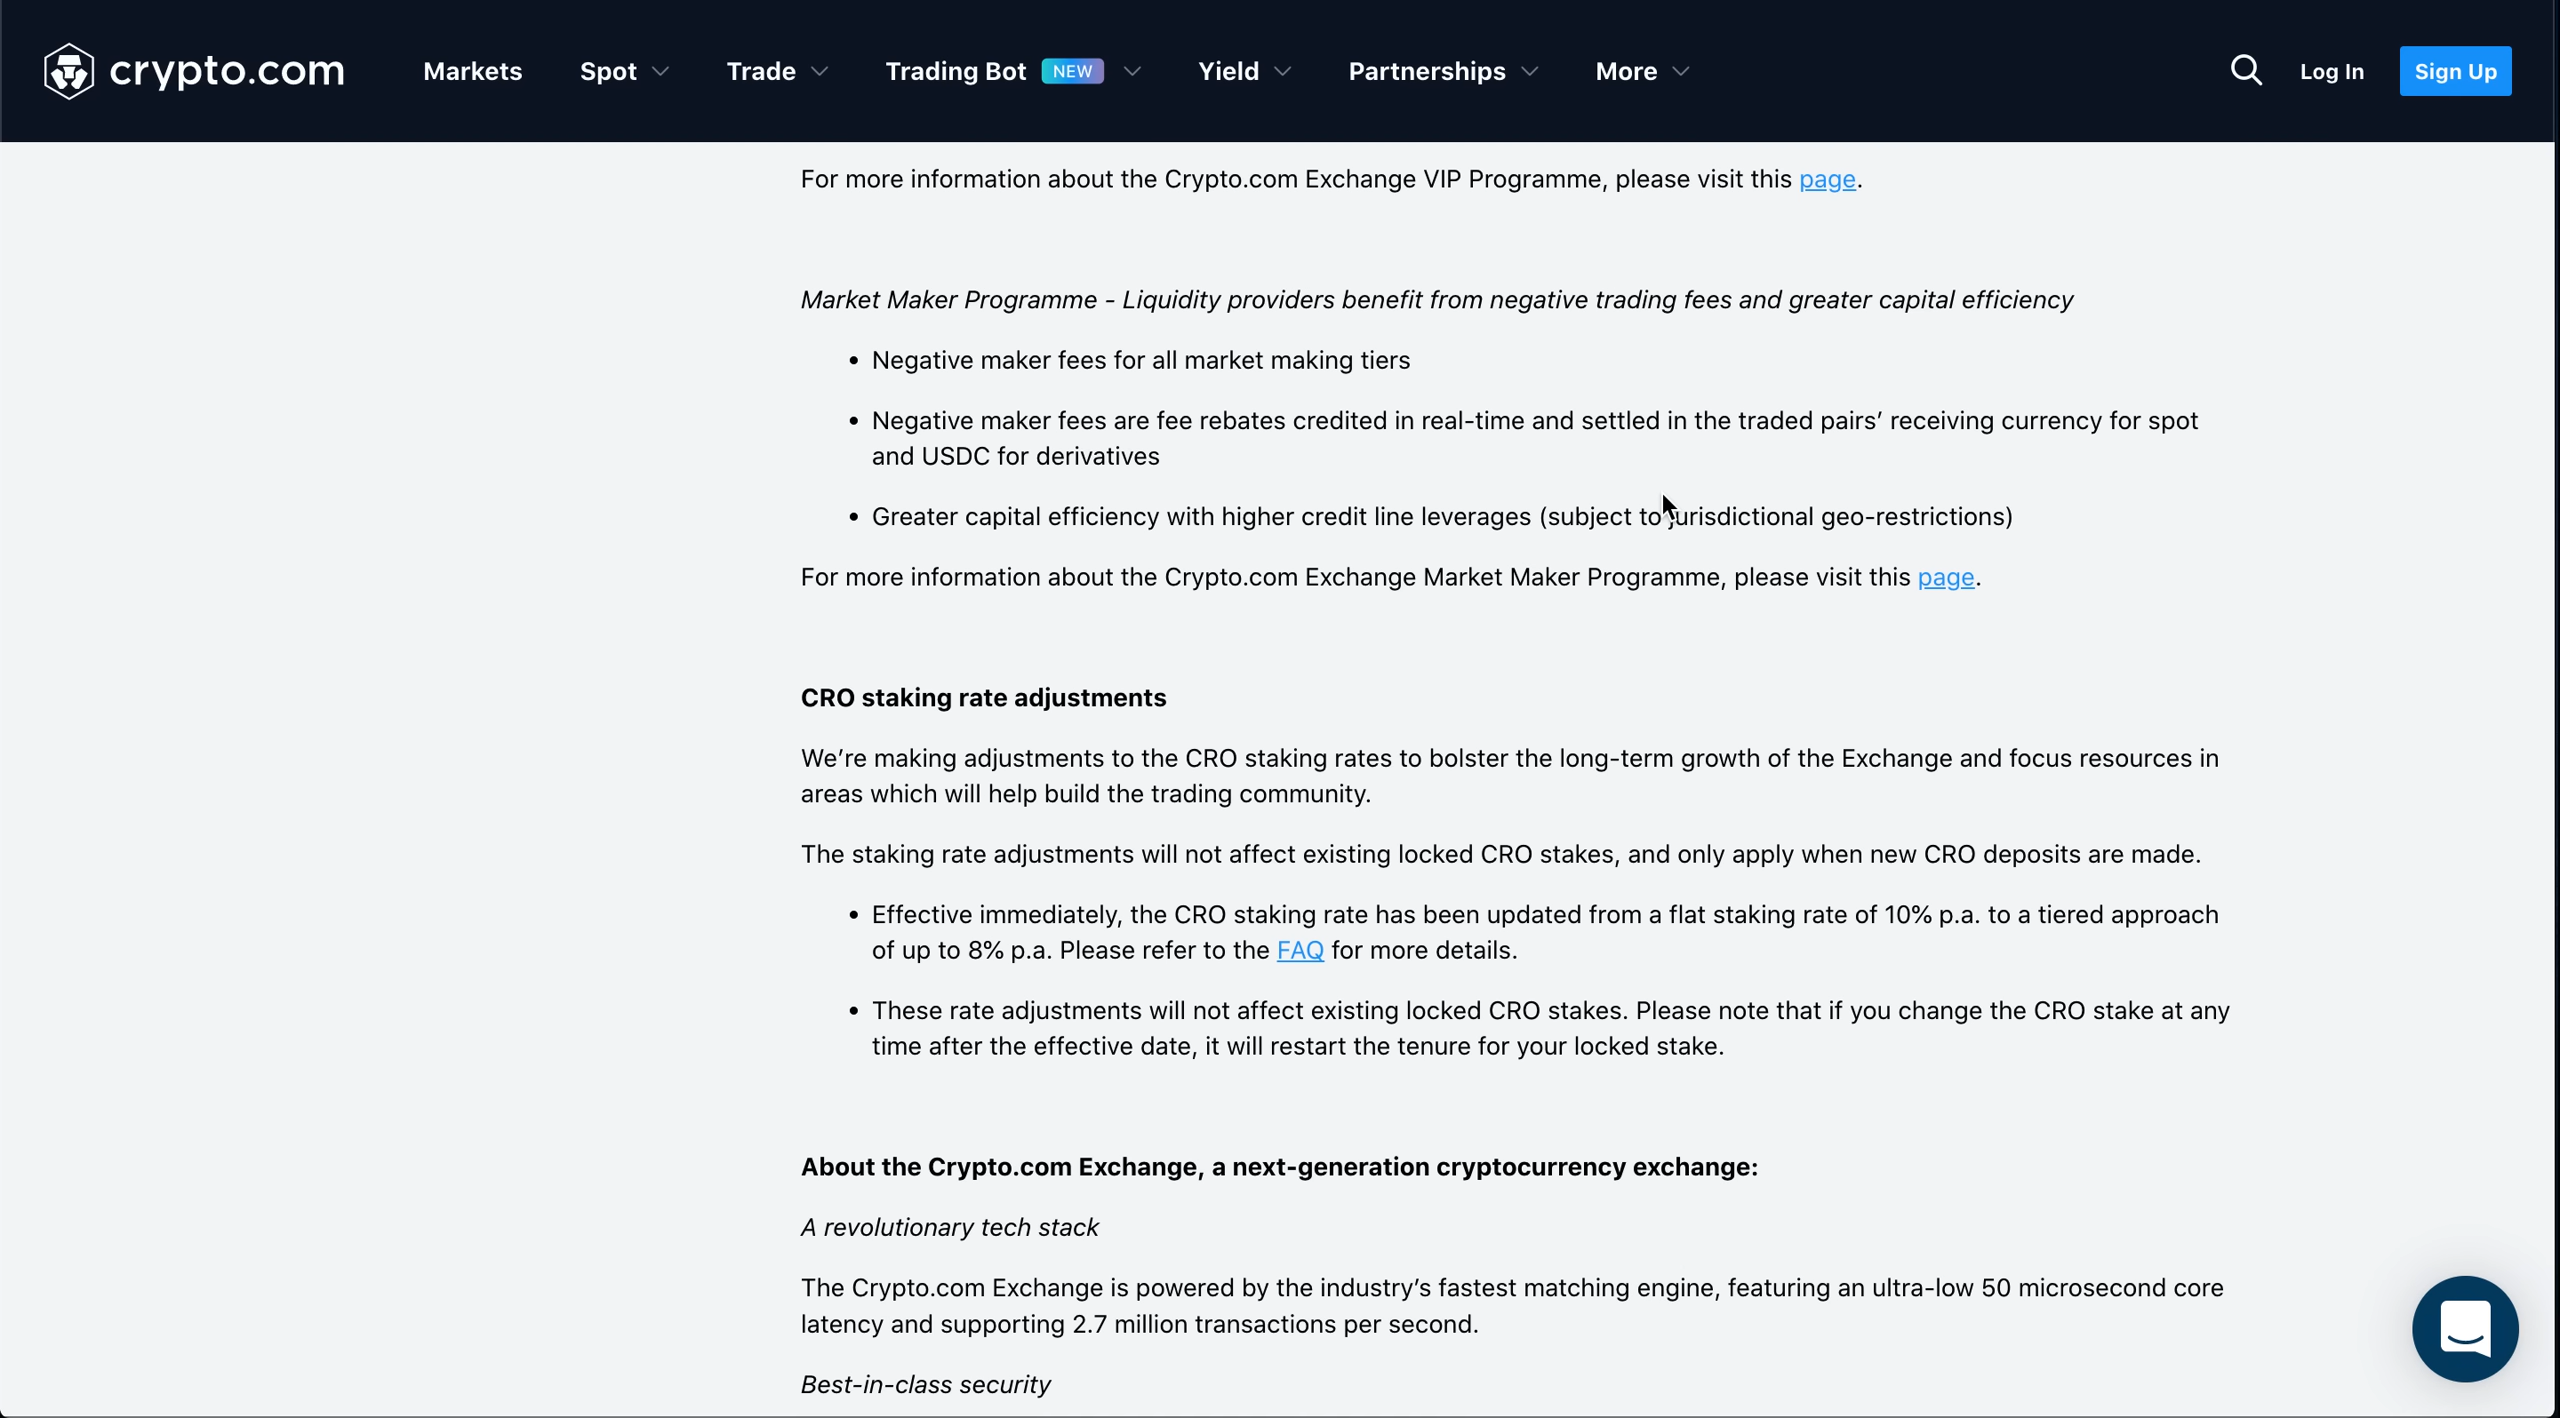 crypto.com Markets Spot Trade Trading Bot NEW Yield Partnerships More Log In Sign Up
For more information about the Crypto.com Exchange VIP Programme, please visit this page.
Market Maker Programme - Liquidity providers benefit from negative trading fees and greater capital efficiency
• Negative maker fees for all market making tiers
• Negative maker fees are fee rebates credited in real-time and settled in the traded pairs’ receiving currency for spot
and USDC for derivatives
• Greater capital efficiency with higher credit line leverages (subject to jurisdictional geo-restrictions)
For more information about the Crypto.com Exchange Market Maker Programme, please visit this page.
CRO staking rate adjustments
We’re making adjustments to the CRO staking rates to bolster the long-term growth of the Exchange and focus resources in
areas which will help build the trading community.
The staking rate adjustments will not affect existing locked CRO stakes, and only apply when new CRO deposits are made.
• Effective immediately, the CRO staking rate has been updated from a flat staking rate of 10% p.a. to a tiered approach
of up to 8% p.a. Please refer to the FAQ for more details.
• These rate adjustments will not affect existing locked CRO stakes. Please note that if you change the CRO stake at any
time after the effective date, it will restart the tenure for your locked stake.
About the Crypto.com Exchange, a next-generation cryptocurrency exchange:
A revolutionary tech stack
The Crypto.com Exchange is powered by the industry’s fastest matching engine, featuring an ultra-low 50 microsecond core
latency and supporting 2.7 million transactions per second.
Best-in-class security